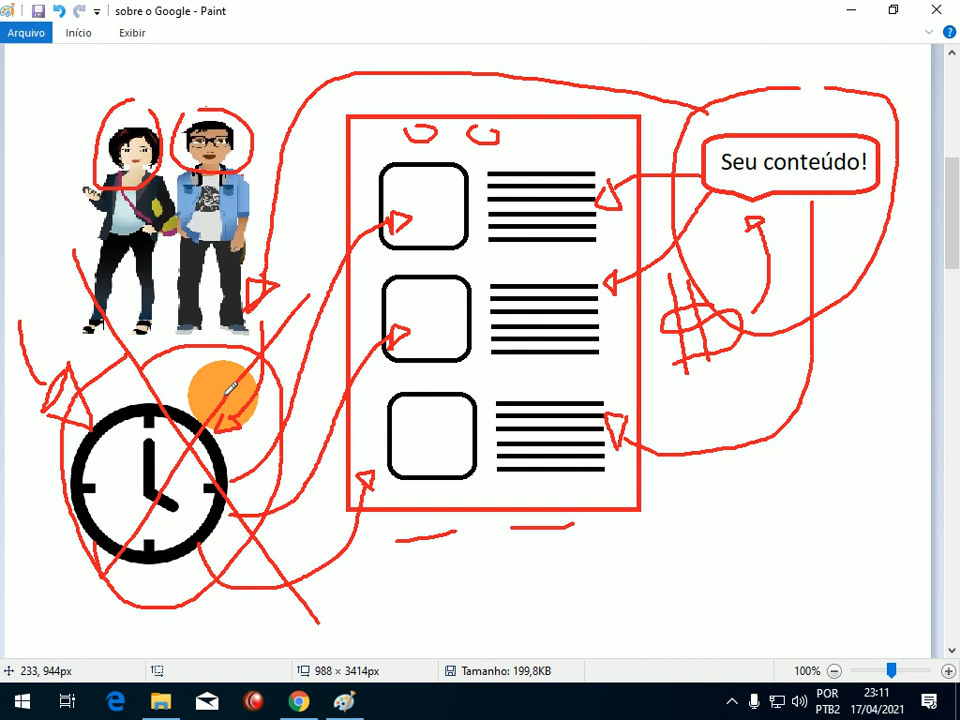 sobre o Google - Paint
Arquivo Início Exibir
Seu conteúdo!
233, 944px
988 × 3414px
Tamanho: 199,8KB
100%
POR
PTB2
23:11
17/04/2021